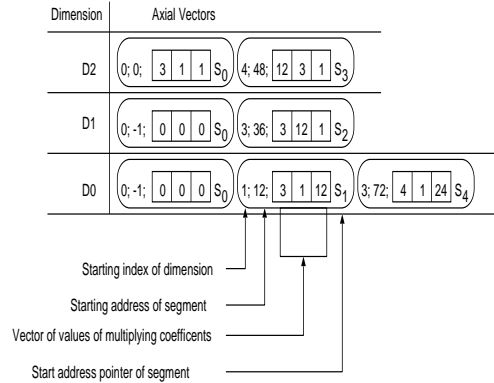 Dimension Axial Vectors
D2 0; 0; 3 1 1 S0 4; 48; 12 3 1 S3
D1 0; -1; 0 0 0 S0 3; 36; 3 12 1 S2
D0 0; -1; 0 0 0 S0 1; 12; 3 1 12 S1 3; 72; 4 1 24 S4
Starting index of dimension
Starting address of segment
Vector of values of multiplying coefficents
Start address pointer of segment